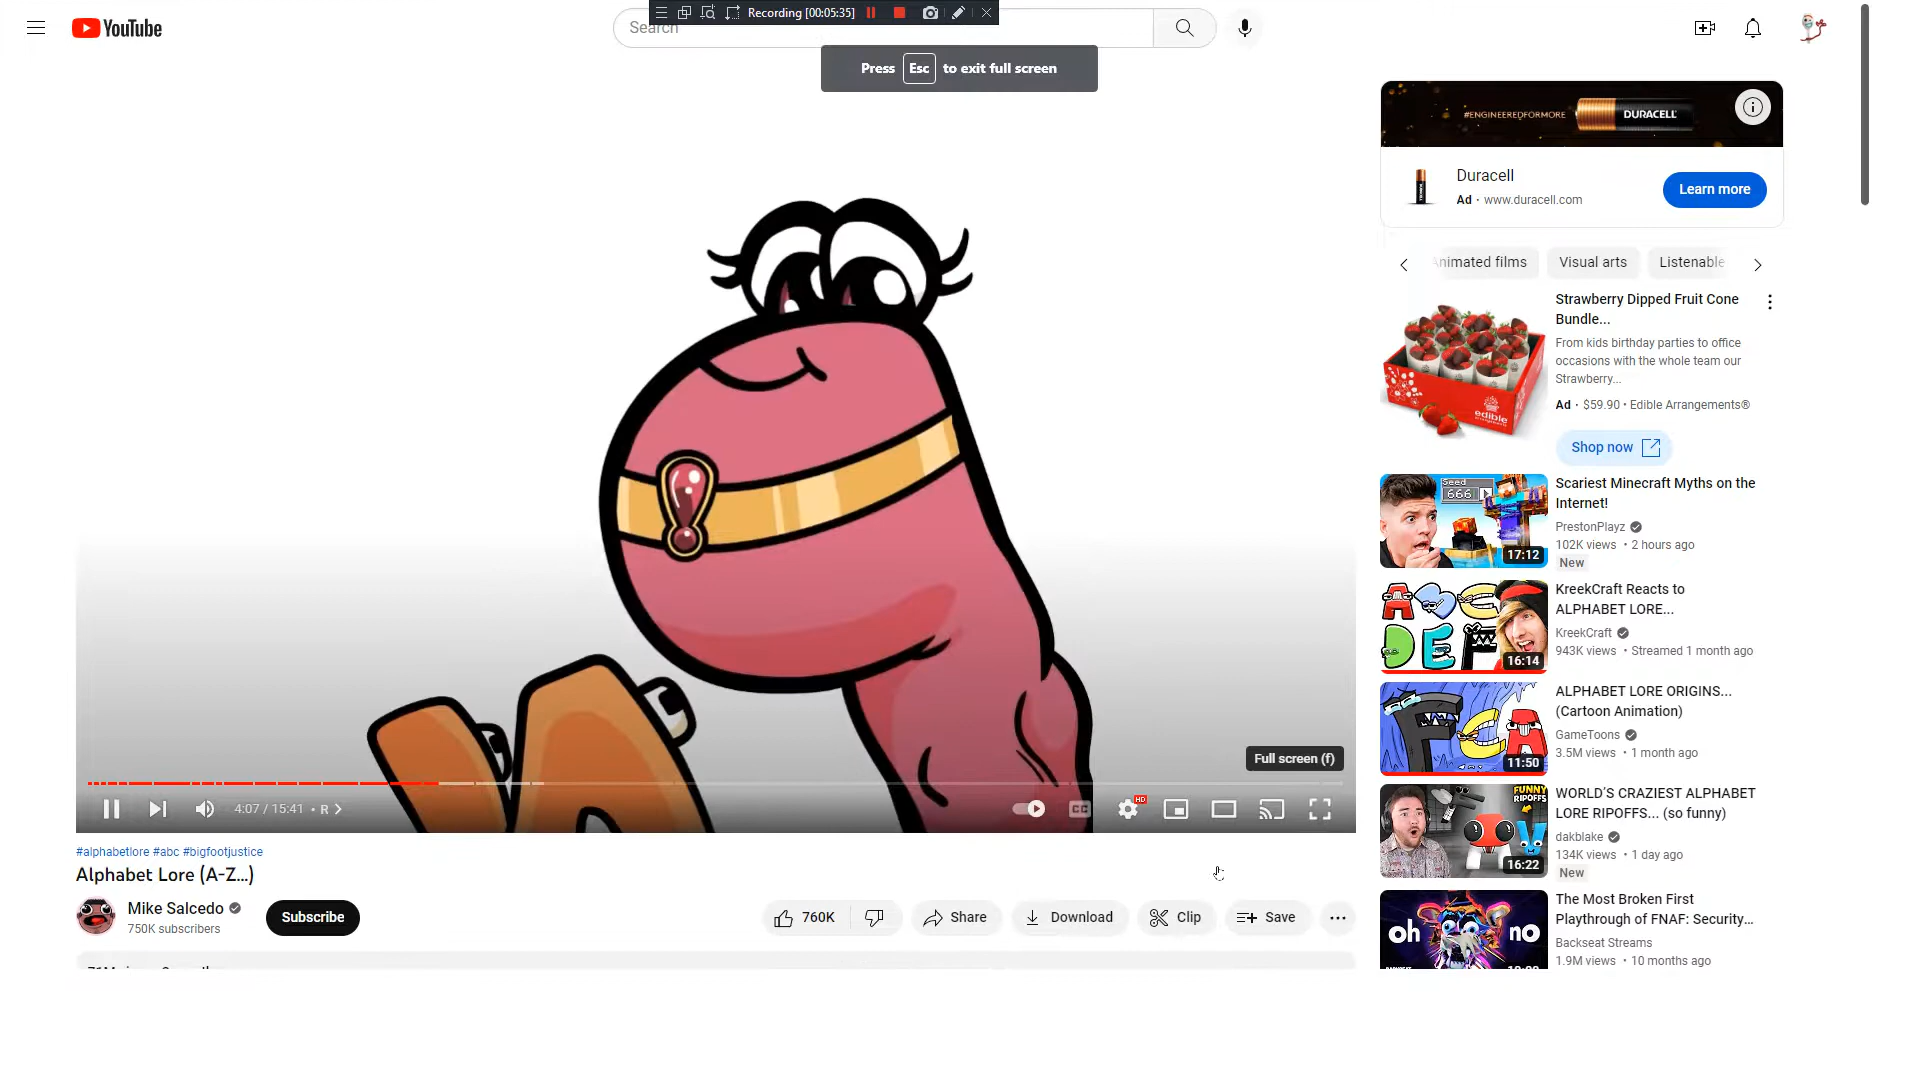 YouTube
Search
Recording [00:05:35]
Press Esc to exit full screen
#ENGINEEREDFORMORE
DURACELL
Duracell
Ad · www.duracell.com
Learn more
Animated films
Visual arts
Listenable
Strawberry Dipped Fruit Cone
Bundle...
From kids birthday parties to office
occasions with the whole team our
Strawberry...
Ad · $59.90 • Edible Arrangements®
edible
Shop now
Seed
666
17:12
Scariest Minecraft Myths on the
Internet!
PrestonPlayz
102K views • 2 hours ago
New
A B C
D E F
16:14
KreekCraft Reacts to
ALPHABET LORE...
KreekCraft
943K views • Streamed 1 month ago
F C A
11:50
ALPHABET LORE ORIGINS...
(Cartoon Animation)
GameToons
3.5M views • 1 month ago
FUNNY
RIPOFFS
16:22
WORLD'S CRAZIEST ALPHABET
LORE RIPOFFS... (so funny)
dakblake
134K views • 1 day ago
New
oh no
The Most Broken First
Playthrough of FNAF: Security...
Backseat Streams
1.9M views • 10 months ago
Full screen (f)
4:07 / 15:41 • R
CC
HD
#alphabetlore #abc #bigfootjustice
Alphabet Lore (A-Z...)
Mike Salcedo
750K subscribers
Subscribe
760K
Share
Download
Clip
Save